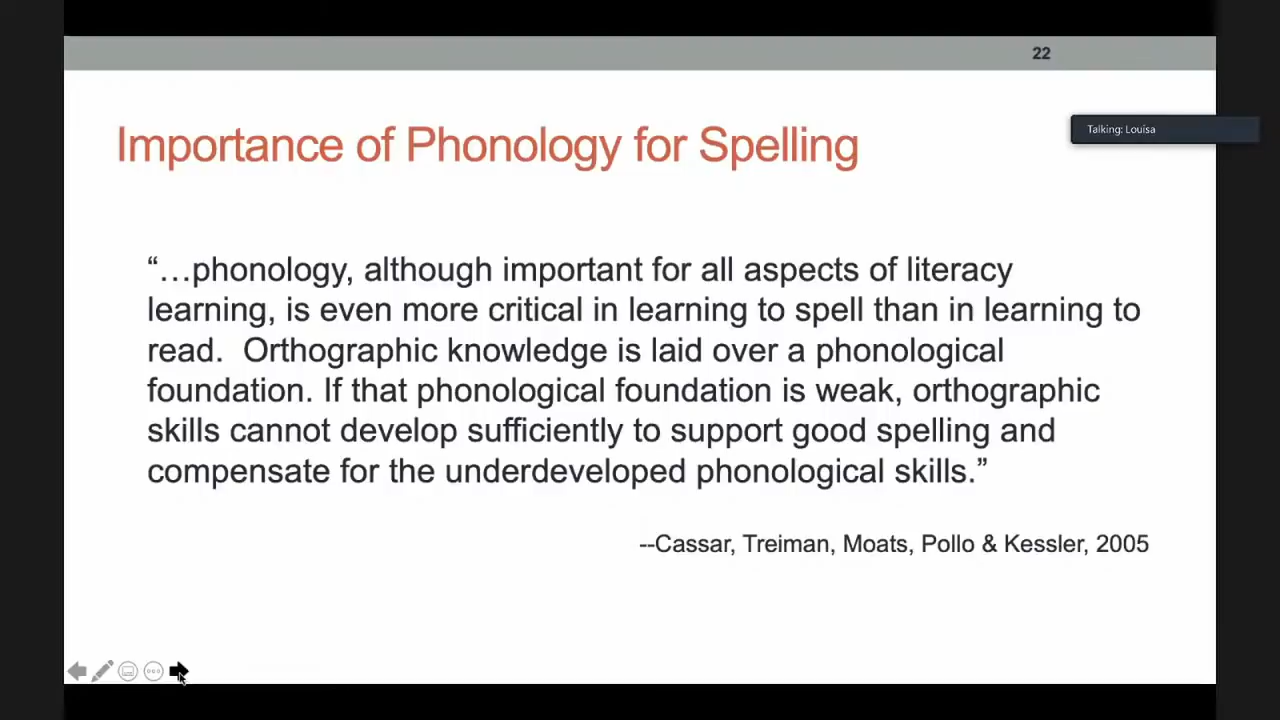 22
Importance of Phonology for Spelling
Talking: Louisa
“…phonology, although important for all aspects of literacy
learning, is even more critical in learning to spell than in learning to
read.  Orthographic knowledge is laid over a phonological
foundation. If that phonological foundation is weak, orthographic
skills cannot develop sufficiently to support good spelling and
compensate for the underdeveloped phonological skills.”
--Cassar, Treiman, Moats, Pollo & Kessler, 2005